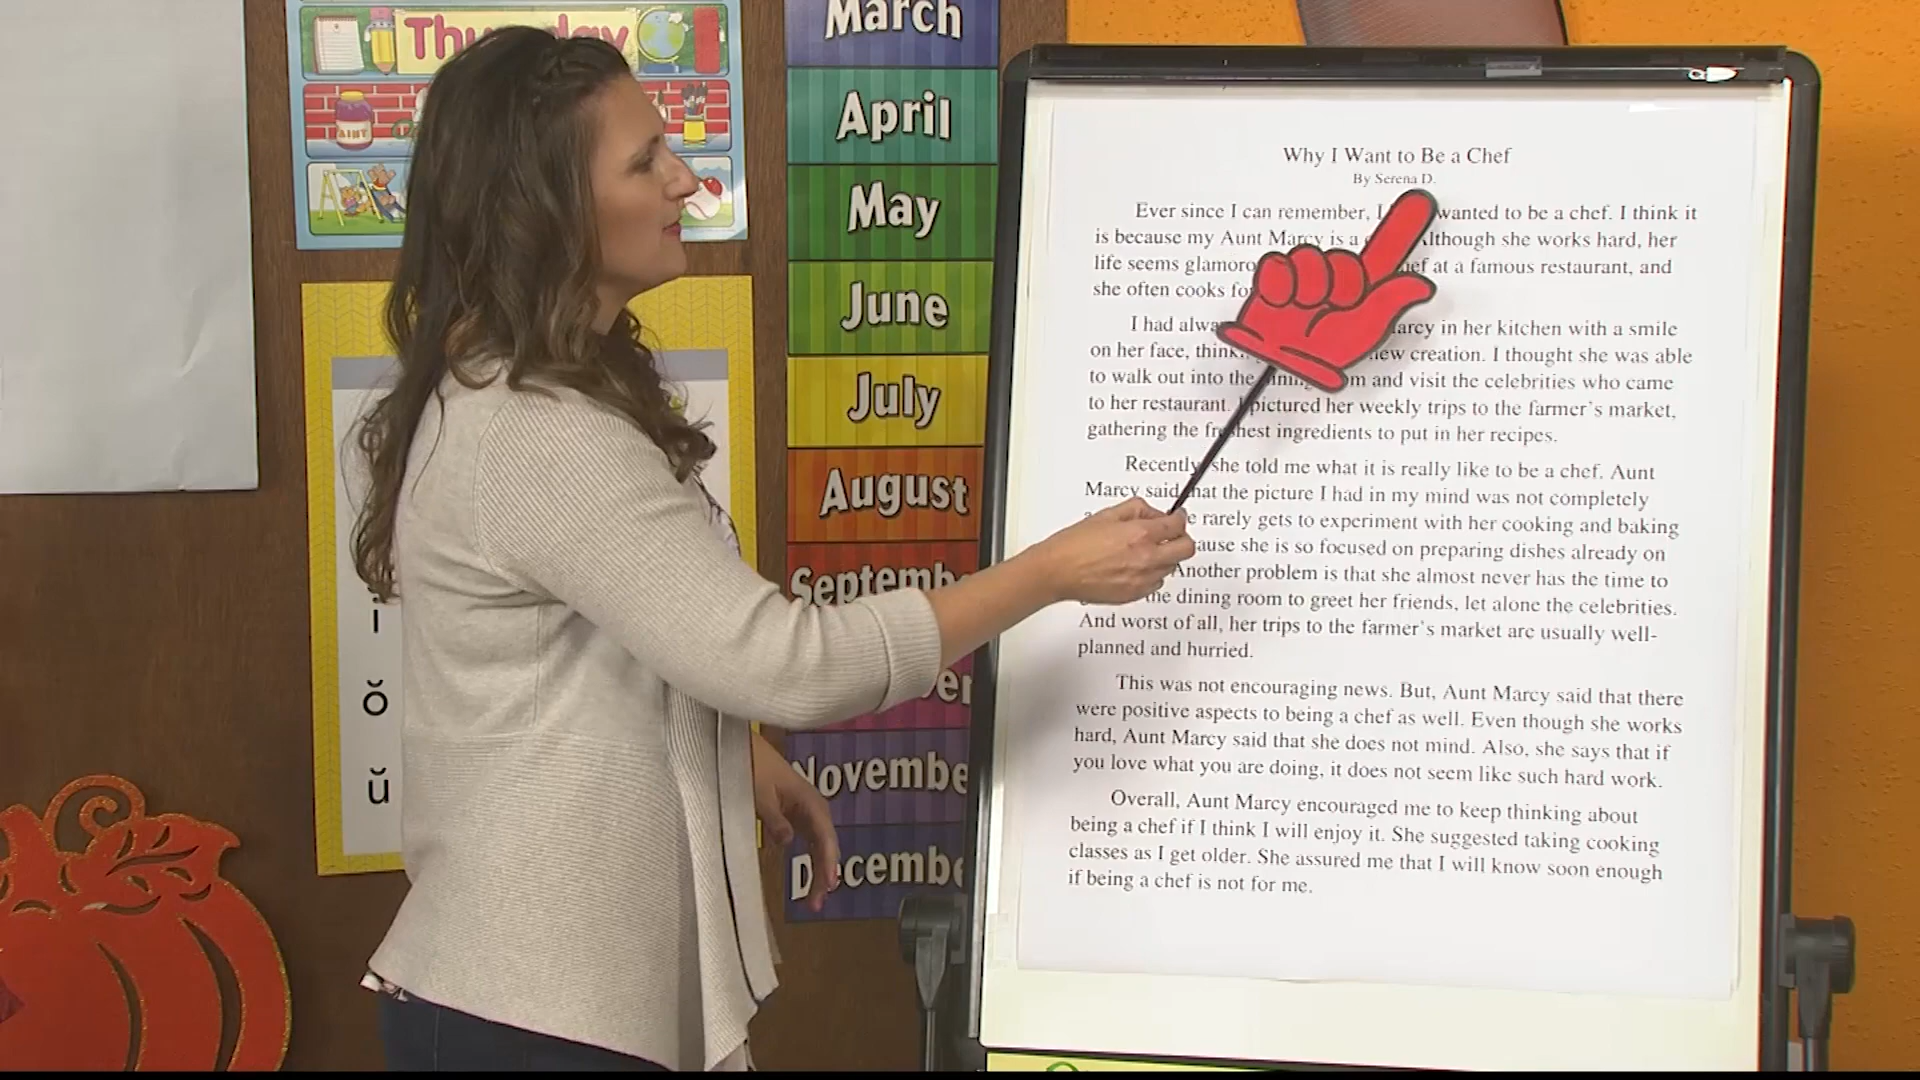 Thursday
March
April
May
June
July
August
Septemb
er
Novembe
Decembe
PAINT
ĭ
ŏ
ŭ
Why I Want to Be a Chef
By Serena D.
Ever since I can remember, I wanted to be a chef. I think it
is because my Aunt Marcy is a Although she works hard, her
life seems glamoro chef at a famous restaurant, and
she often cooks fo
I had alwa Marcy in her kitchen with a smile
on her face, think new creation. I thought she was able
to walk out into the dining room and visit the celebrities who came
to her restaurant. I pictured her weekly trips to the farmer's market,
gathering the freshest ingredients to put in her recipes.
Recently, she told me what it is really like to be a chef. Aunt
Marcy said that the picture I had in my mind was not completely
rarely gets to experiment with her cooking and baking
because she is so focused on preparing dishes already on
Another problem is that she almost never has the time to
the dining room to greet her friends, let alone the celebrities.
And worst of all, her trips to the farmer's market are usually well-
planned and hurried.
This was not encouraging news. But, Aunt Marcy said that there
were positive aspects to being a chef as well. Even though she works
hard, Aunt Marcy said that she does not mind. Also, she says that if
you love what you are doing, it does not seem like such hard work.
Overall, Aunt Marcy encouraged me to keep thinking about
being a chef if I think I will enjoy it. She suggested taking cooking
classes as I get older. She assured me that I will know soon enough
if being a chef is not for me.